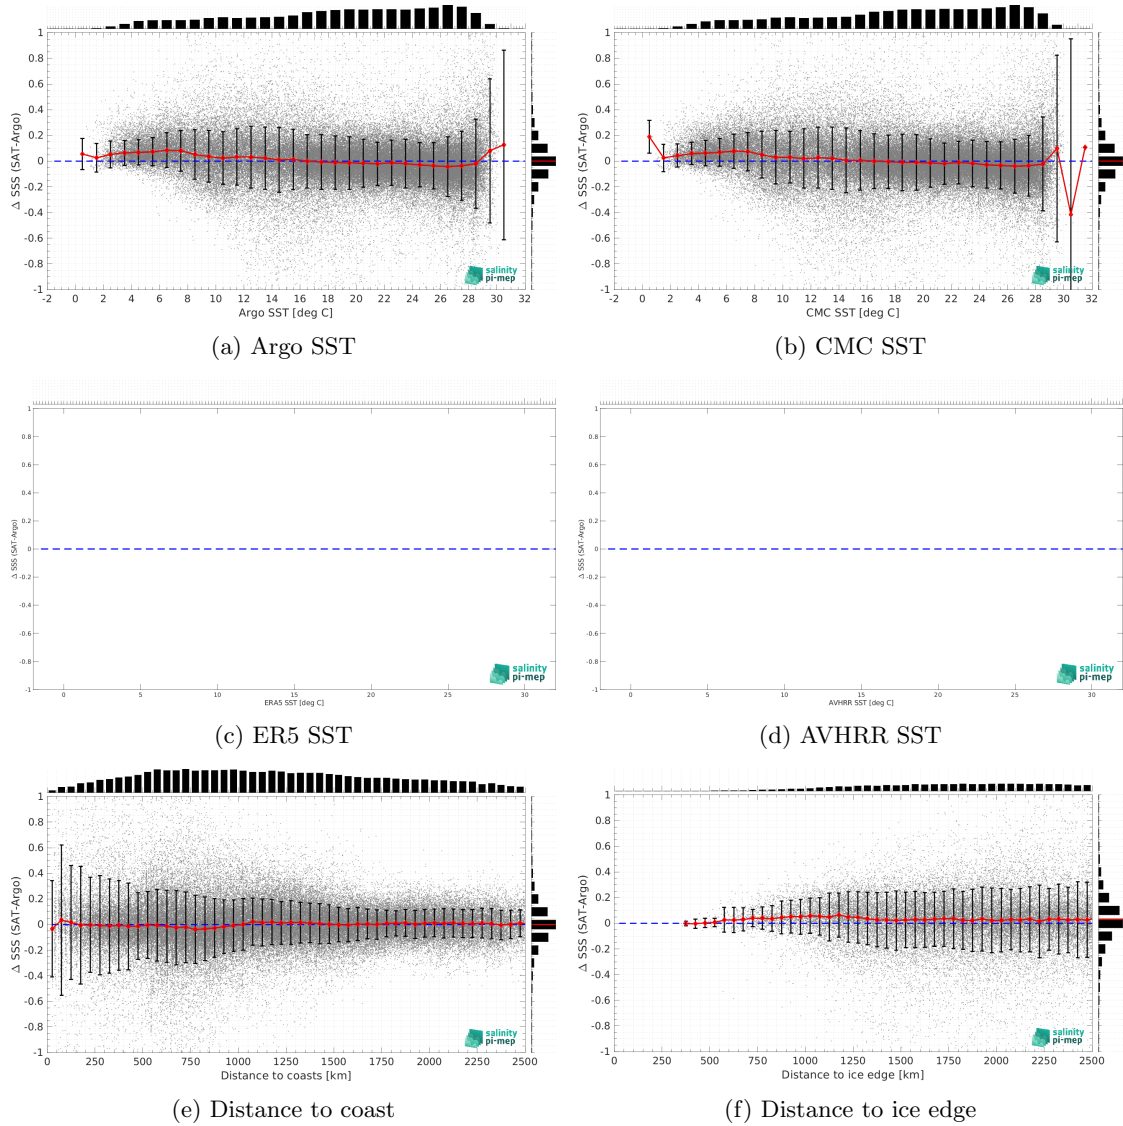 1
0.8
0.6
0.4
0.2
0
-0.2
-0.4
-0.6
-0.8
-1
Δ SSS (SAT-Argo)
salinity
pi-mep
-2 0 2 4 6 8 10 12 14 16 18 20 22 24 26 28 30 32
Argo SST [deg C]
(a) Argo SST
1
0.8
0.6
0.4
0.2
0
-0.2
-0.4
-0.6
-0.8
-1
Δ SSS (SAT-Argo)
salinity
pi-mep
-2 0 2 4 6 8 10 12 14 16 18 20 22 24 26 28 30 32
CMC SST [deg C]
(b) CMC SST
1
0.8
0.6
0.4
0.2
0
-0.2
-0.4
-0.6
-0.8
-1
Δ SSS (SAT-Argo)
salinity
pi-mep
0 5 10 15 20 25 30
ERA5 SST [deg C]
(c) ER5 SST
1
0.8
0.6
0.4
0.2
0
-0.2
-0.4
-0.6
-0.8
-1
Δ SSS (SAT-Argo)
salinity
pi-mep
0 5 10 15 20 25 30
AVHRR SST [deg C]
(d) AVHRR SST
1
0.8
0.6
0.4
0.2
0
-0.2
-0.4
-0.6
-0.8
-1
Δ SSS (SAT-Argo)
salinity
pi-mep
0 250 500 750 1000 1250 1500 1750 2000 2250 2500
Distance to coasts [km]
(e) Distance to coast
1
0.8
0.6
0.4
0.2
0
-0.2
-0.4
-0.6
-0.8
-1
Δ SSS (SAT-Argo)
salinity
pi-mep
0 250 500 750 1000 1250 1500 1750 2000 2250 2500
Distance to ice edge [km]
(f) Distance to ice edge